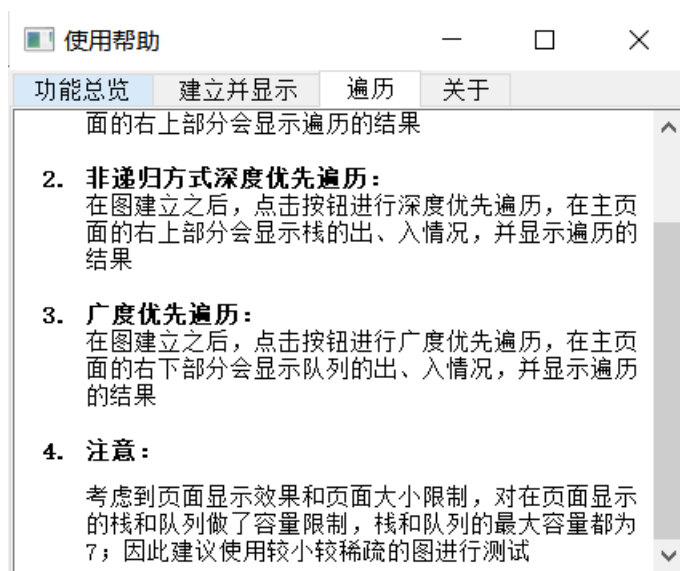 使用帮助
功能总览 建立并显示 遍历 关于
面的右上部分会显示遍历的结果
2. 非递归方式深度优先遍历：
在图建立之后，点击按钮进行深度优先遍历，在主页
面的右上部分会显示栈的出、入情况，并显示遍历的
结果
3. 广度优先遍历：
在图建立之后，点击按钮进行广度优先遍历，在主页
面的右下部分会显示队列的出、入情况，并显示遍历
的结果
4. 注意：
考虑到页面显示效果和页面大小限制，对在页面显示
的栈和队列做了容量限制，栈和队列的最大容量都为
7；因此建议使用较小较稀疏的图进行测试